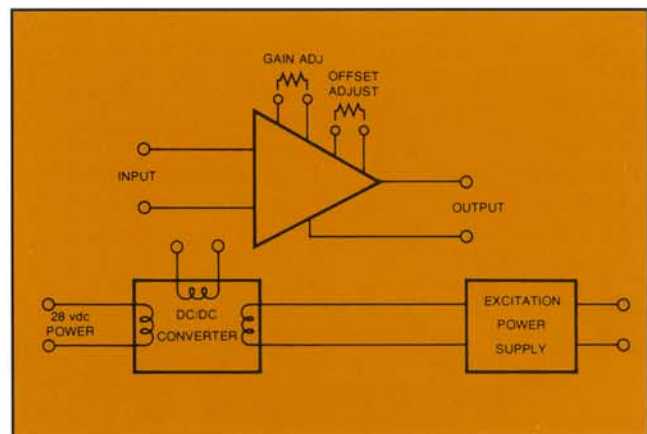 GAIN ADJ
OFFSET
ADJUST
INPUT
OUTPUT
28 vdc
POWER
DC/DC
CONVERTER
EXCITATION
POWER
SUPPLY